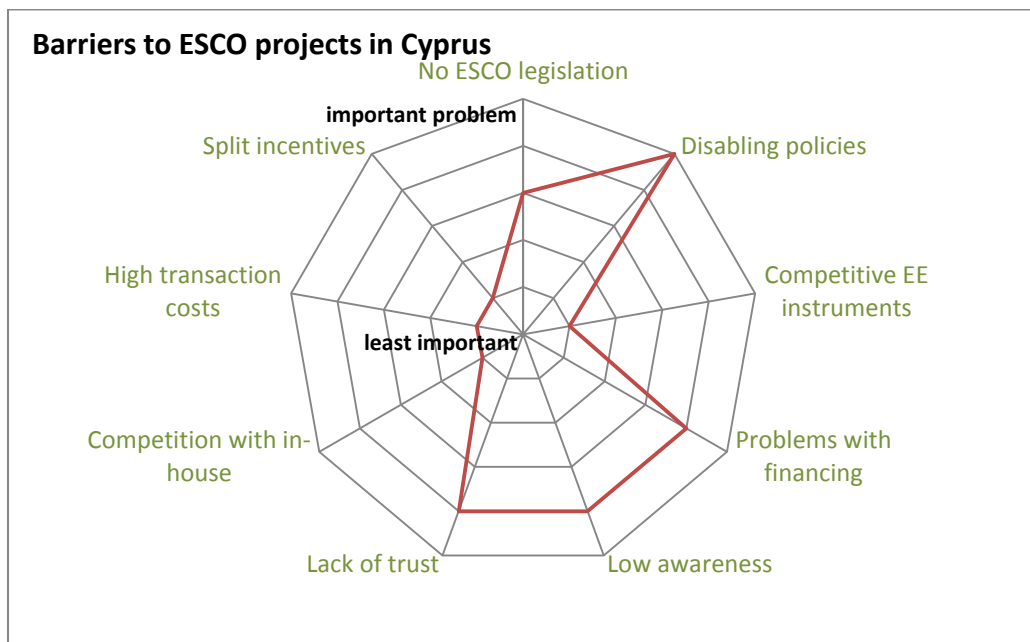 Barriers to ESCO projects in Cyprus
No ESCO legislation
important problem
Split incentives
Disabling policies
High transaction
costs
Competitive EE
instruments
least important
Competition with in-
house
Problems with
financing
Lack of trust
Low awareness